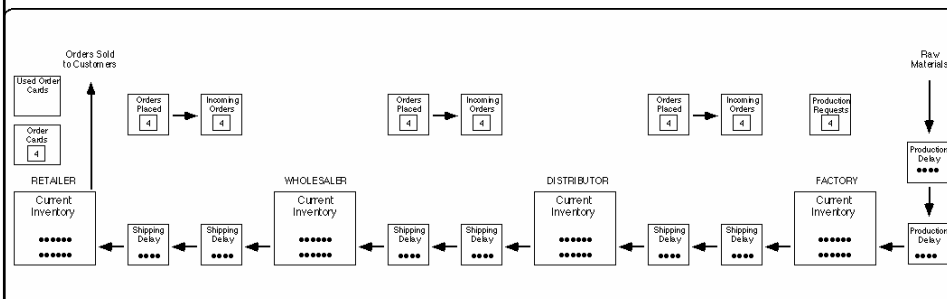 Orders Sold
to Customers
Raw
Materials
Used Order
Cards
Orders
Placed
4
Incoming
Orders
4
Orders
Placed
4
Incoming
Orders
4
Orders
Placed
4
Incoming
Orders
4
Production
Requests
4
Order
Cards
4
Production
Delay
RETAILER
WHOLESALER
DISTRIBUTOR
FACTORY
Current
Inventory
Shipping
Delay
Shipping
Delay
Current
Inventory
Shipping
Delay
Shipping
Delay
Current
Inventory
Shipping
Delay
Shipping
Delay
Current
Inventory
Production
Delay